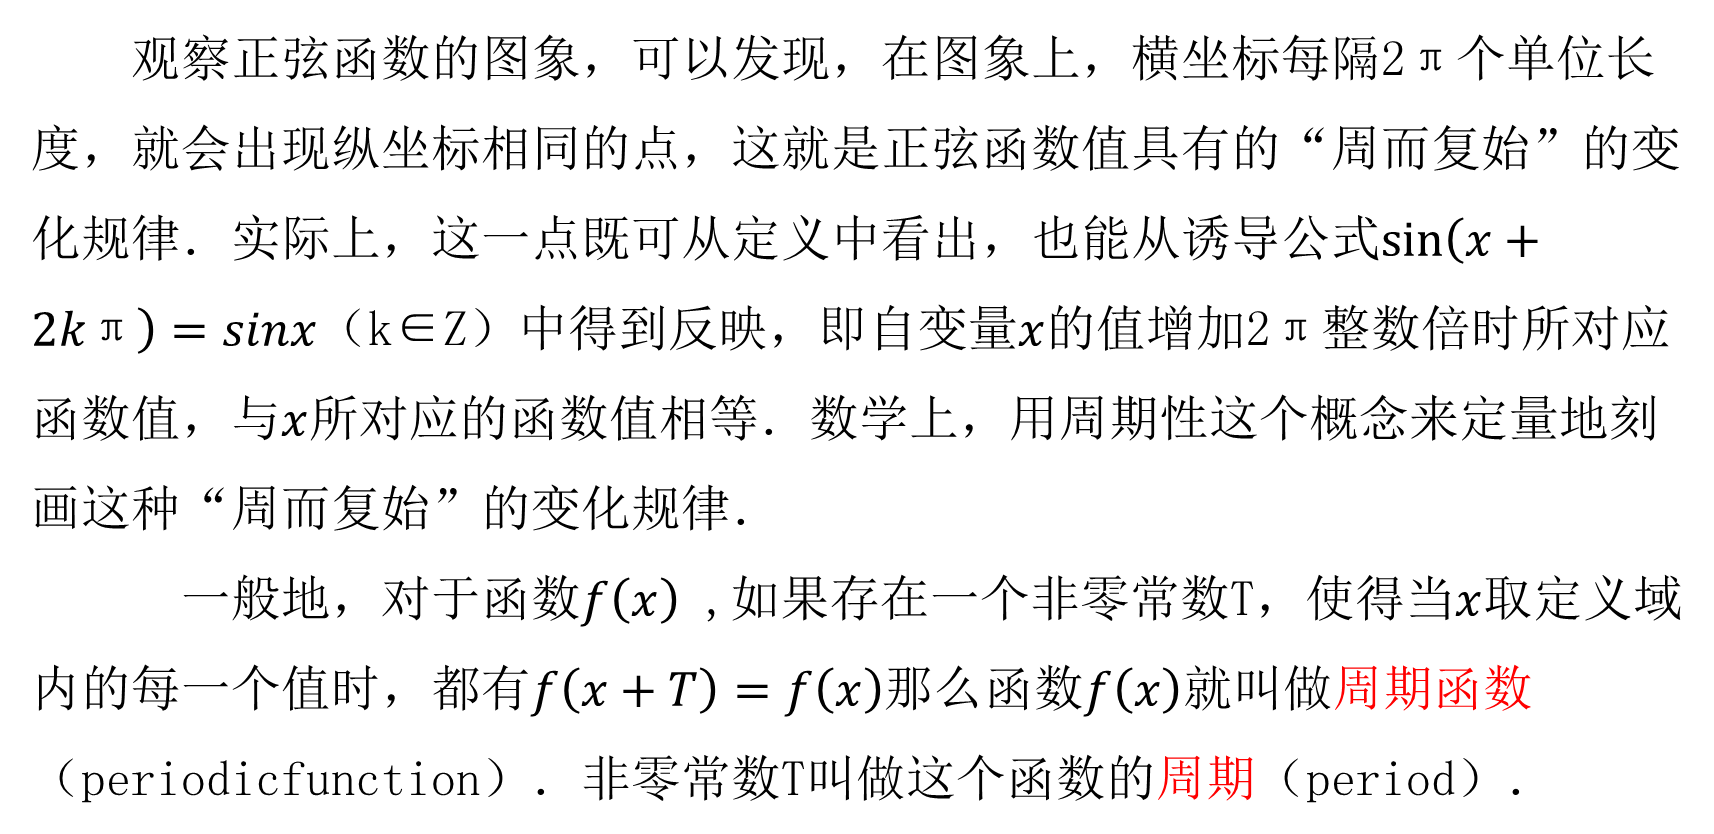 观察正弦函数的图象，可以发现，在图象上，横坐标每隔2π个单位长
度，就会出现纵坐标相同的点，这就是正弦函数值具有的“周而复始”的变
化规律．实际上，这一点既可从定义中看出，也能从诱导公式sin(x +
2kπ) = sinx（k∈Z）中得到反映，即自变量x的值增加2π整数倍时所对应
函数值，与x所对应的函数值相等．数学上，用周期性这个概念来定量地刻
画这种“周而复始”的变化规律．
一般地，对于函数f(x) ,如果存在一个非零常数T，使得当x取定义域
内的每一个值时，都有f(x + T) = f(x)那么函数f(x)就叫做周期函数
（periodicfunction）．非零常数T叫做这个函数的周期（period）．